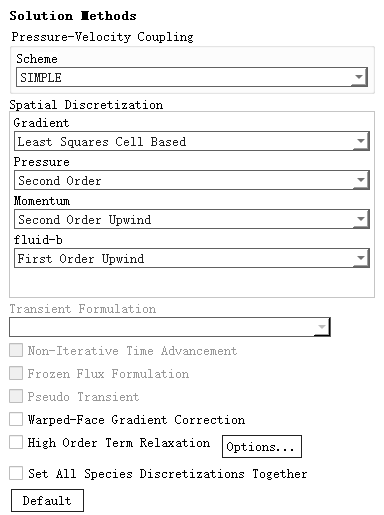 Solution Methods
Pressure-Velocity Coupling
Scheme
SIMPLE
Spatial Discretization
Gradient
Least Squares Cell Based
Pressure
Second Order
Momentum
Second Order Upwind
fluid-b
First Order Upwind
Transient Formulation
Non-Iterative Time Advancement
Frozen Flux Formulation
Pseudo Transient
Warped-Face Gradient Correction
High Order Term Relaxation Options...
Set All Species Discretizations Together
Default